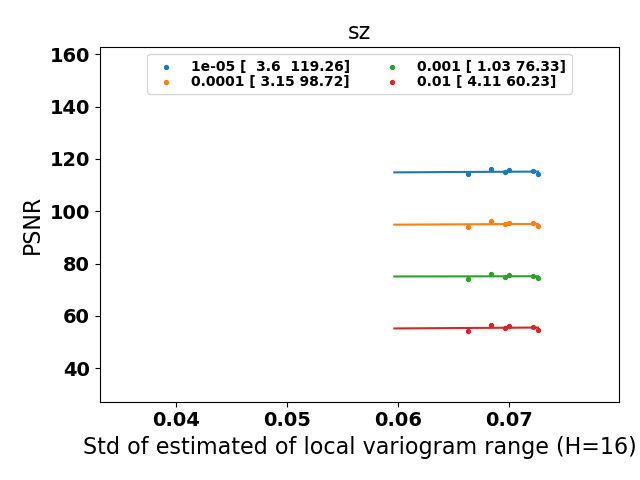 sz
1e-05 [  3.6  119.26]
0.0001 [ 3.15 98.72]
0.001 [ 1.03 76.33]
0.01 [ 4.11 60.23]
PSNR
160
140
120
100
80
60
40
0.04 0.05 0.06 0.07
Std of estimated of local variogram range (H=16)